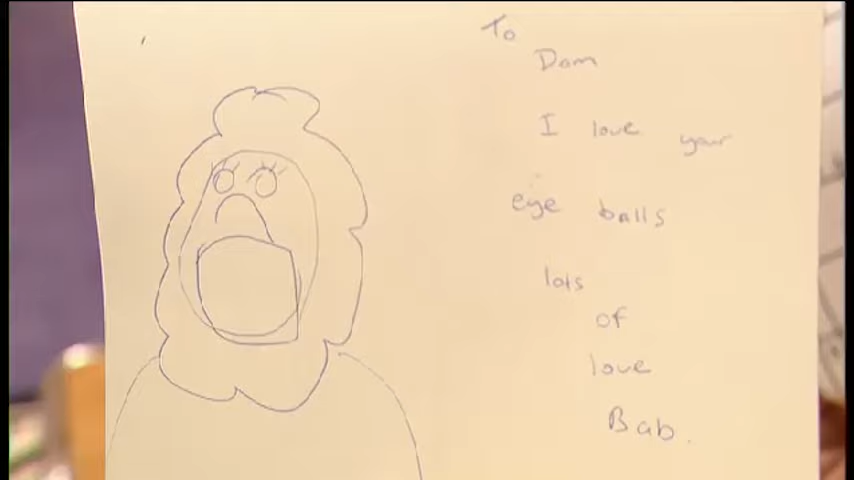 To
Dom
I love your
eye balls
lots
of
love
Bab.